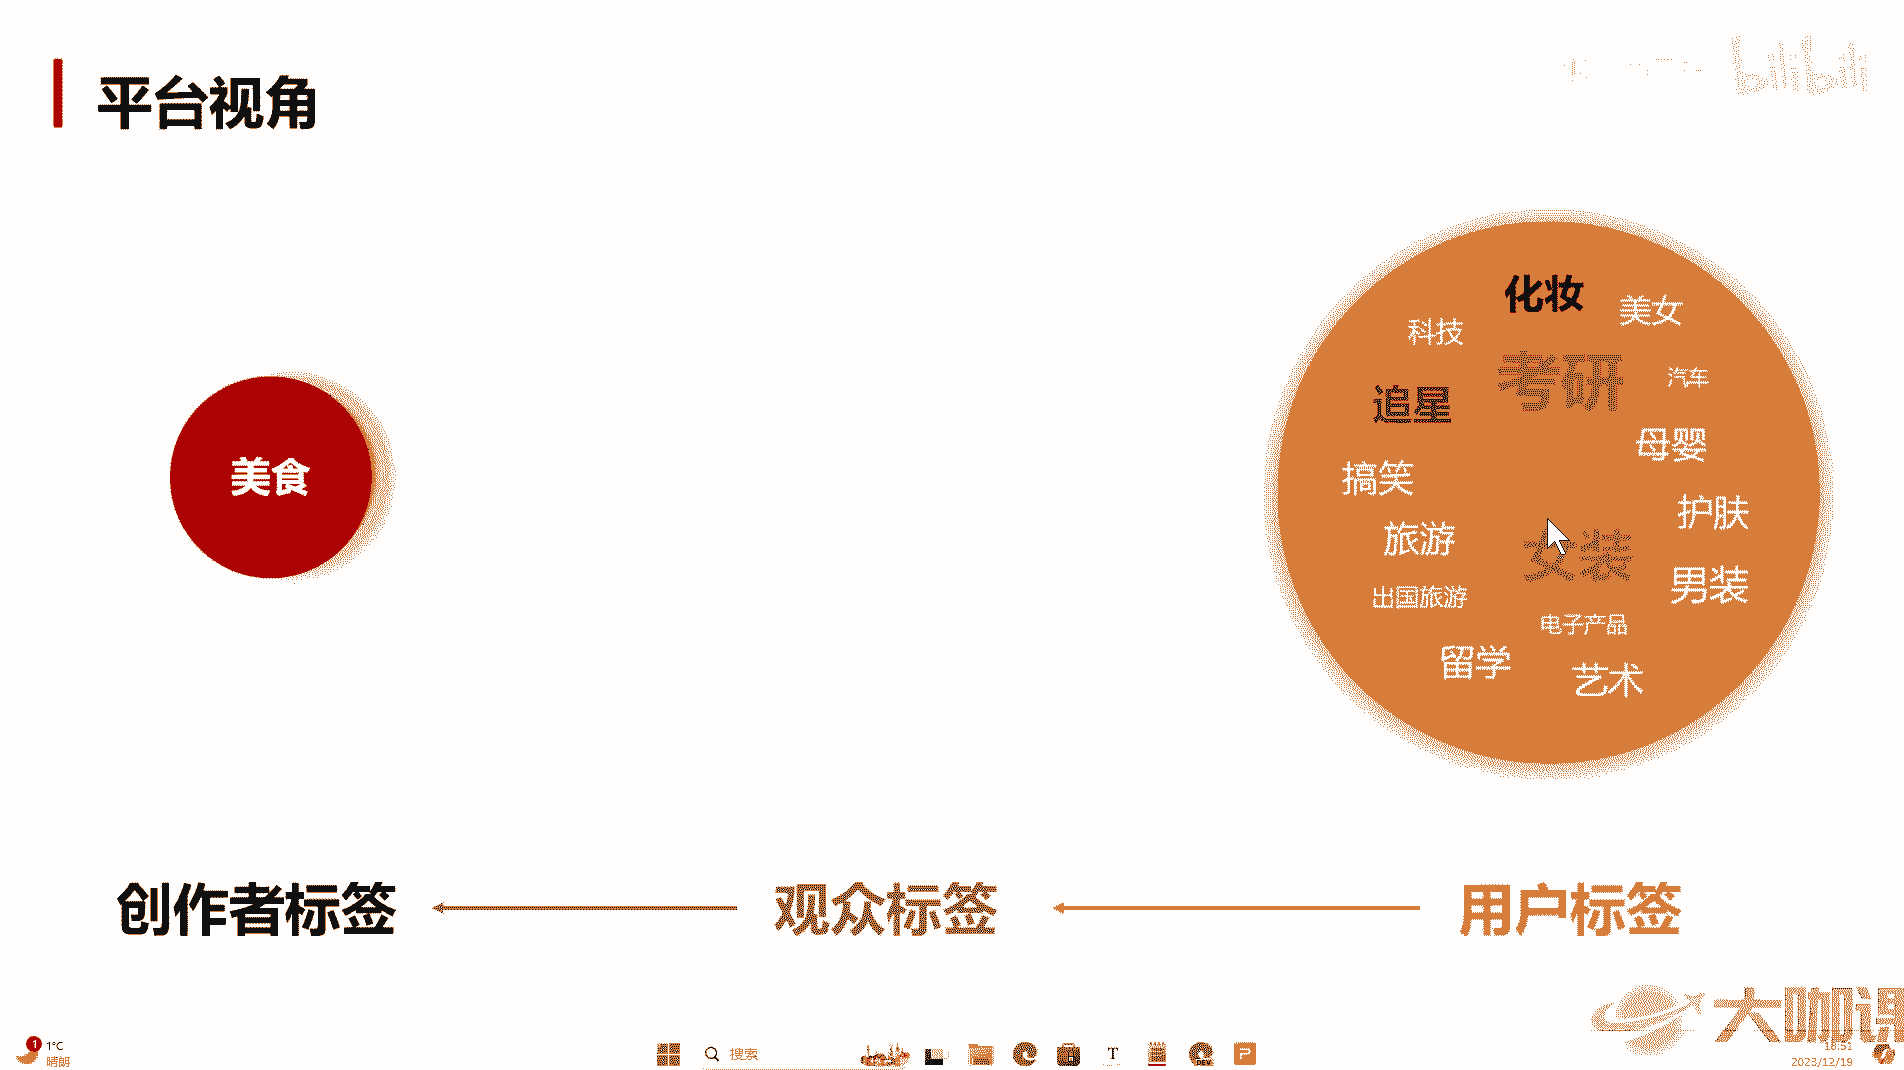 平台视角
bilibili
化妆
美女
科技
考研
汽车
追星
母婴
美食
搞笑
护肤
旅游
女装
男装
出国旅游
电子产品
留学
艺术
创作者标签
观众标签
用户标签
大咖课
1
1°C
晴朗
搜索
18:51
2023/12/19